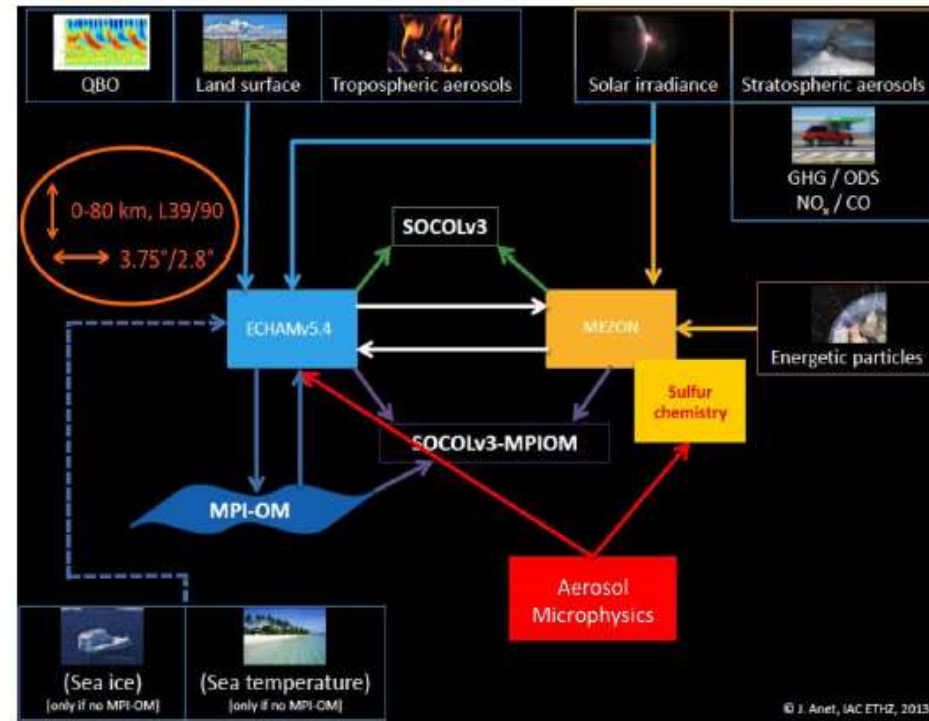 QBO
Land surface
Tropospheric aerosols
Solar irradiance
Stratospheric aerosols
GHG / ODS
NOx / CO
0-80 km, L39/90
3.75°/2.8°
SOCOLv3
ECHAMv5.4
MEZON
Energetic particles
Sulfur
chemistry
SOCOLv3-MPIOM
MPI-OM
Aerosol
Microphysics
(Sea ice)
(only if no MPI-OM)
(Sea temperature)
(only if no MPI-OM)
© J. Anet, IAC ETHZ, 2013